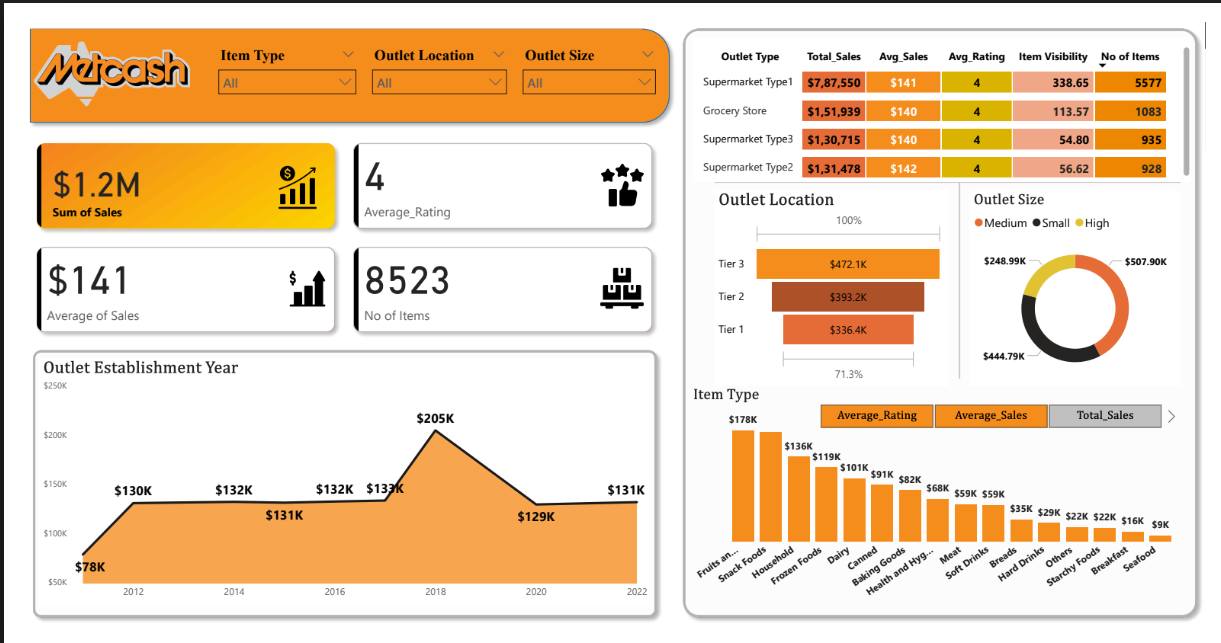 Metcash
Item Type
Outlet Location
Outlet Size
All
All
All
$1.2M
Sum of Sales
4
Average_Rating
$141
Average of Sales
8523
No of Items
Outlet Establishment Year
$250K
$200K
$150K
$100K
$50K
$78K
$130K
$132K
$131K
$132K
$133K
$205K
$129K
$131K
2012
2014
2016
2018
2020
2022
Outlet Type Total_Sales Avg_Sales Avg_Rating Item Visibility No of Items
Supermarket Type1 $7,87,550 $141 4 338.65 5577
Grocery Store $1,51,939 $140 4 113.57 1083
Supermarket Type3 $1,30,715 $140 4 54.80 935
Supermarket Type2 $1,31,478 $142 4 56.62 928
Outlet Location
100%
Tier 3 $472.1K
Tier 2 $393.2K
Tier 1 $336.4K
71.3%
Outlet Size
Medium Small High
$248.99K
$507.90K
$444.79K
Item Type
Average_Rating Average_Sales Total_Sales
$178K
$136K
$119K
$101K
$91K
$82K
$68K
$59K
$59K
$35K
$29K
$22K
$22K
$16K
$9K
Fruits an...
Snack Foods
Household
Frozen Foods
Dairy
Canned
Baking Goods
Health and Hyg...
Meat
Soft Drinks
Breads
Hard Drinks
Others
Starchy Foods
Breakfast
Seafood